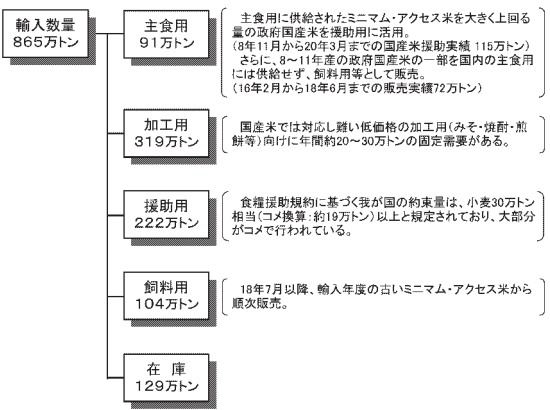 輸入数量
865万トン
主食用
91万トン
主食用に供給されたミニマム・アクセス米を大きく上回る
量の政府国産米を援助用に活用。
(8年11月から20年3月までの国産米援助実績 115万トン)
さらに、8～11年産の政府国産米の一部を国内の主食用
には供給せず、飼料用等として販売。
(16年2月から18年6月までの販売実績72万トン)
加工用
319万トン
国産米では対応し難い低価格の加工用(みそ・焼酎・煎
餅等)向けに年間約20～30万トンの固定需要がある。
援助用
222万トン
食糧援助規約に基づく我が国の約束量は、小麦30万トン
相当(コメ換算:約19万トン)以上と規定されており、大部分
がコメで行われている。
飼料用
104万トン
18年7月以降、輸入年度の古いミニマム・アクセス米から
順次販売。
在 庫
129万トン